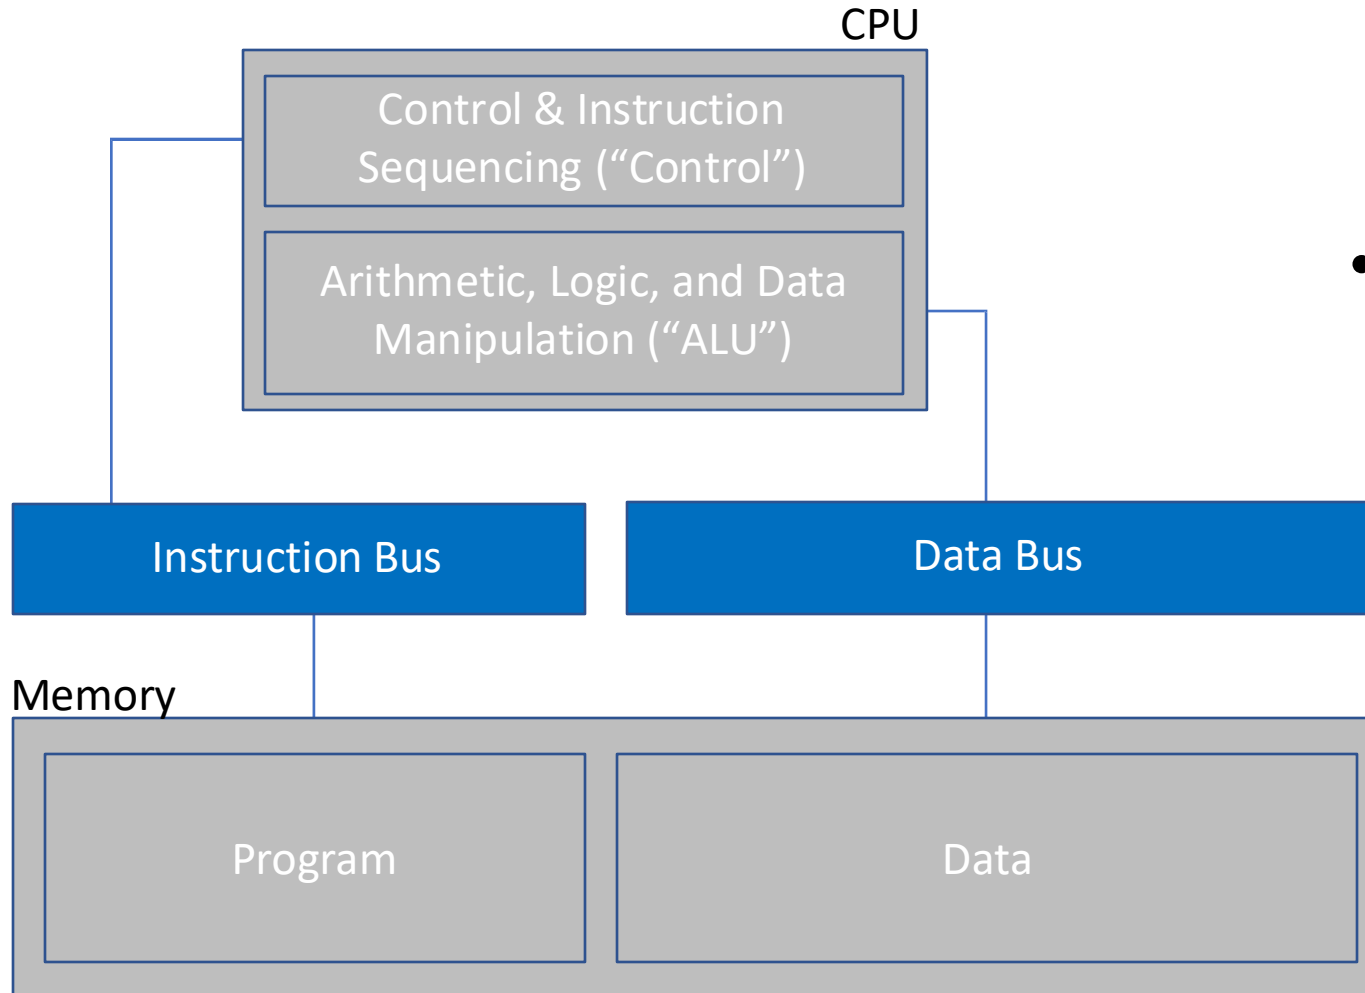 CPU
Control & Instruction
Sequencing (“Control”)
Arithmetic, Logic, and Data
Manipulation (“ALU”)
Instruction Bus
Data Bus
Memory
Program
Data